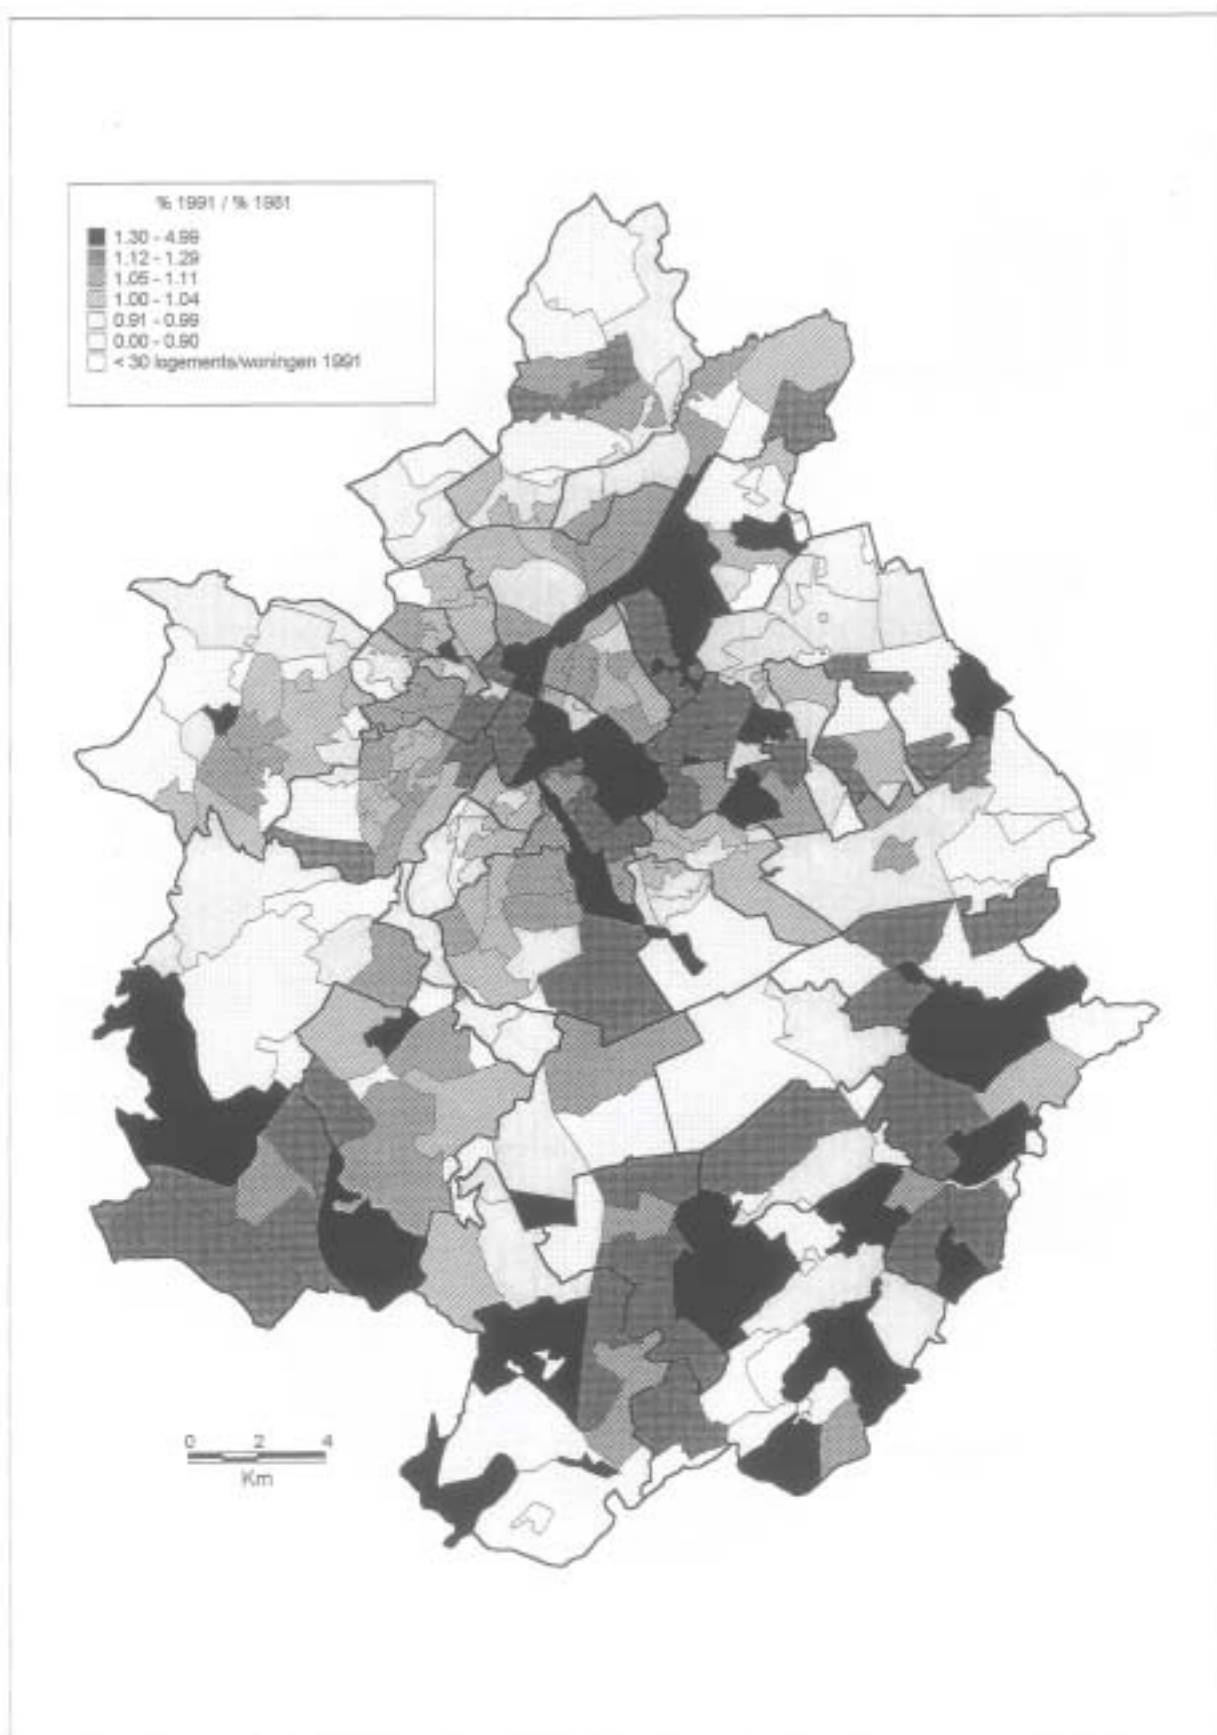 % 1991 / % 1981
1.30 - 4.99
1.12 - 1.29
1.05 - 1.11
1.00 - 1.04
0.91 - 0.99
0.00 - 0.90
< 30 logements/woningen 1991
0 2 4
Km